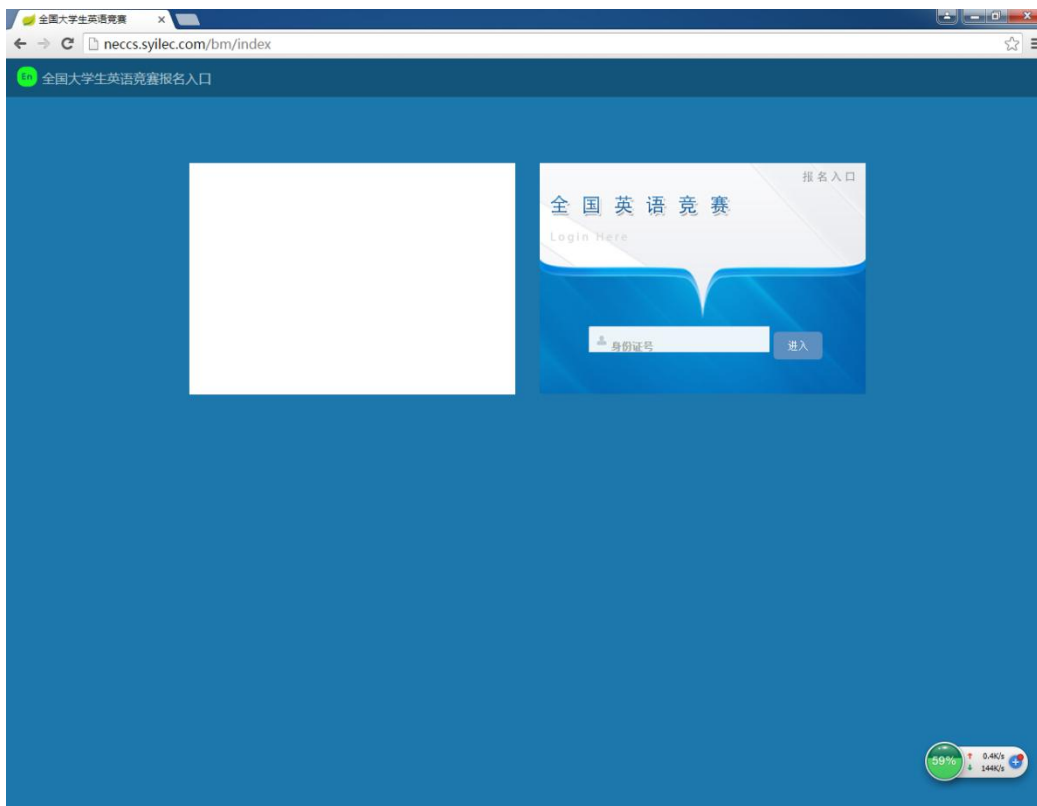 全国大学生英语竞赛
neccs.syilec.com/bm/index
En 全国大学生英语竞赛报名入口
报名入口
全国英语竞赛
Login Here
身份证号
进入
59%
0.4K/s
144K/s